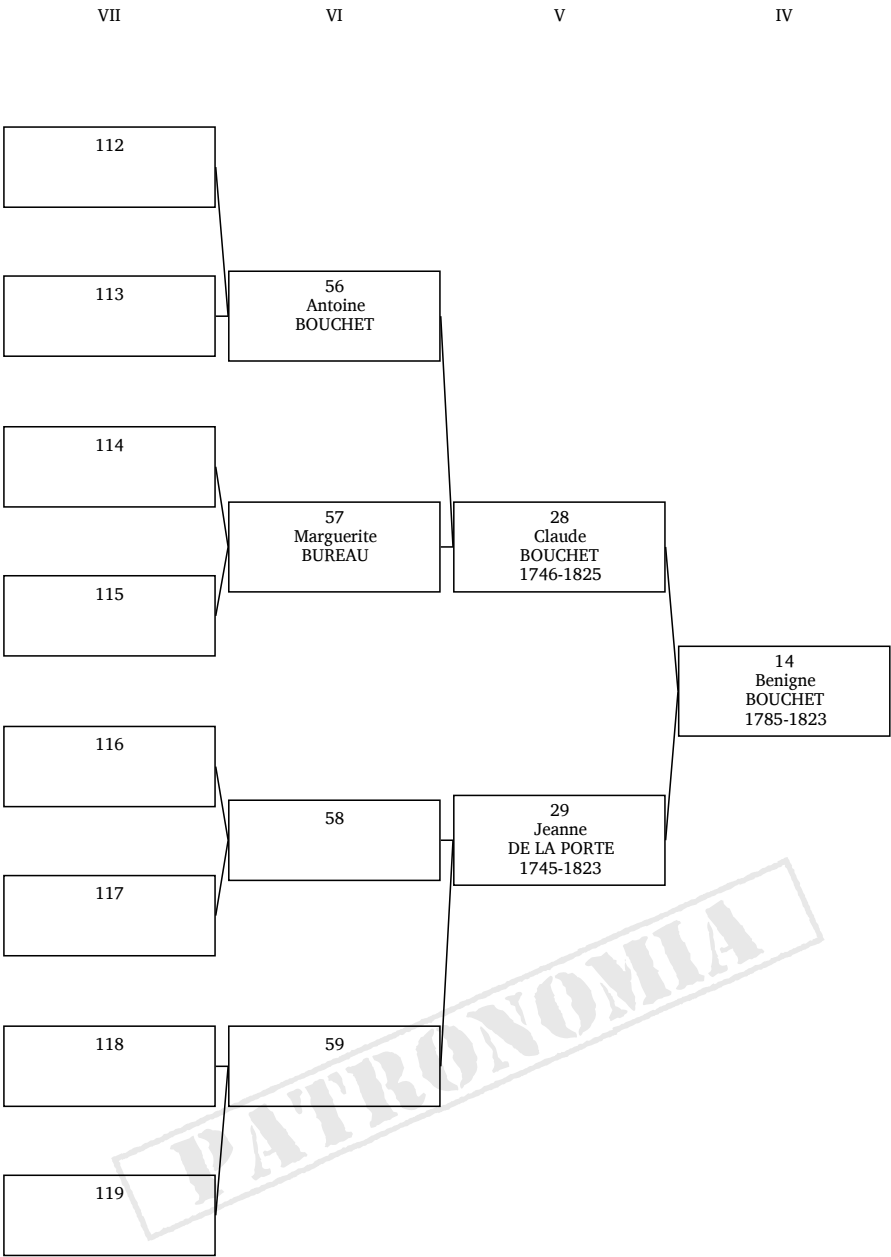 VII VI V IV
112
113
56
Antoine
BOUCHET
114
57
Marguerite
BUREAU
28
Claude
BOUCHET
1746-1825
115
14
Benigne
BOUCHET
1785-1823
116
58
29
Jeanne
DE LA PORTE
1745-1823
117
118
59
119
PATRONOMIA